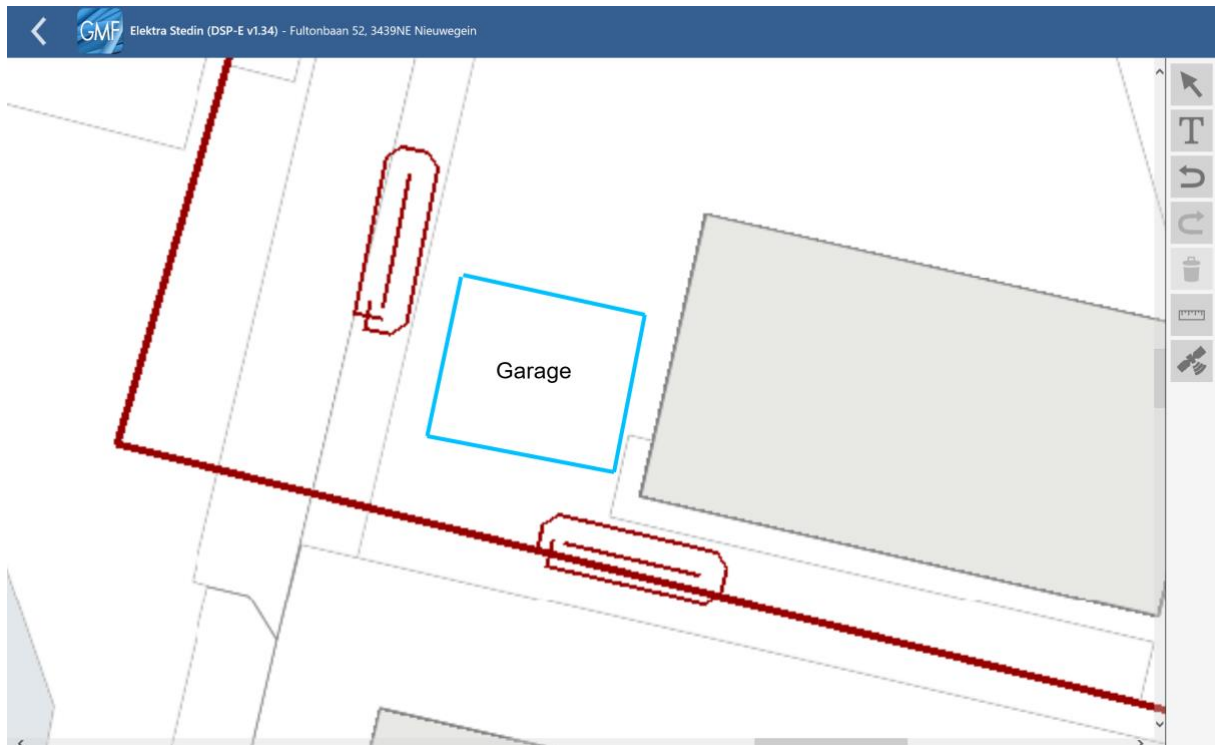 GMF Elektra Stedin (DSP-E v1.34) - Fultonbaan 52, 3439NE Nieuwegein
T
Garage